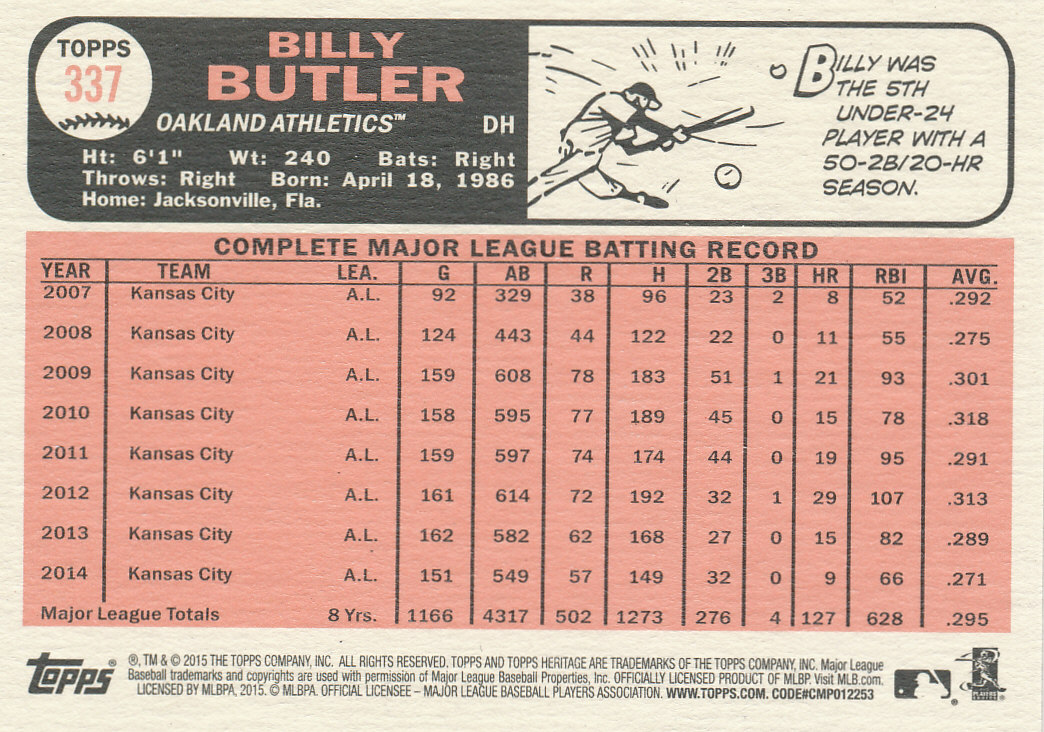 TOPPS
337
BILLY
BUTLER
OAKLAND ATHLETICS™ DH
Ht: 6'1" Wt: 240 Bats: Right
Throws: Right Born: April 18, 1986
Home: Jacksonville, Fla.
BILLY WAS
THE 5TH
UNDER-24
PLAYER WITH A
50-2B/20-HR
SEASON.
COMPLETE MAJOR LEAGUE BATTING RECORD
YEAR TEAM LEA. G AB R H 2B 3B HR RBI AVG.
2007 Kansas City A.L. 92 329 38 96 23 2 8 52 .292
2008 Kansas City A.L. 124 443 44 122 22 0 11 55 .275
2009 Kansas City A.L. 159 608 78 183 51 1 21 93 .301
2010 Kansas City A.L. 158 595 77 189 45 0 15 78 .318
2011 Kansas City A.L. 159 597 74 174 44 0 19 95 .291
2012 Kansas City A.L. 161 614 72 192 32 1 29 107 .313
2013 Kansas City A.L. 162 582 62 168 27 0 15 82 .289
2014 Kansas City A.L. 151 549 57 149 32 0 9 66 .271
Major League Totals 8 Yrs. 1166 4317 502 1273 276 4 127 628 .295
topps®
®, TM & © 2015 THE TOPPS COMPANY, INC. ALL RIGHTS RESERVED. TOPPS AND TOPPS HERITAGE ARE TRADEMARKS OF THE TOPPS COMPANY, INC. Major League
Baseball trademarks and copyrights are used with permission of Major League Baseball Properties, Inc. OFFICIALLY LICENSED PRODUCT OF MLBP. Visit MLB.com.
LICENSED BY MLBPA, 2015. © MLBPA. OFFICIAL LICENSEE – MAJOR LEAGUE BASEBALL PLAYERS ASSOCIATION. WWW.TOPPS.COM. CODE#CMP012253
PLAYERS
CHOICE